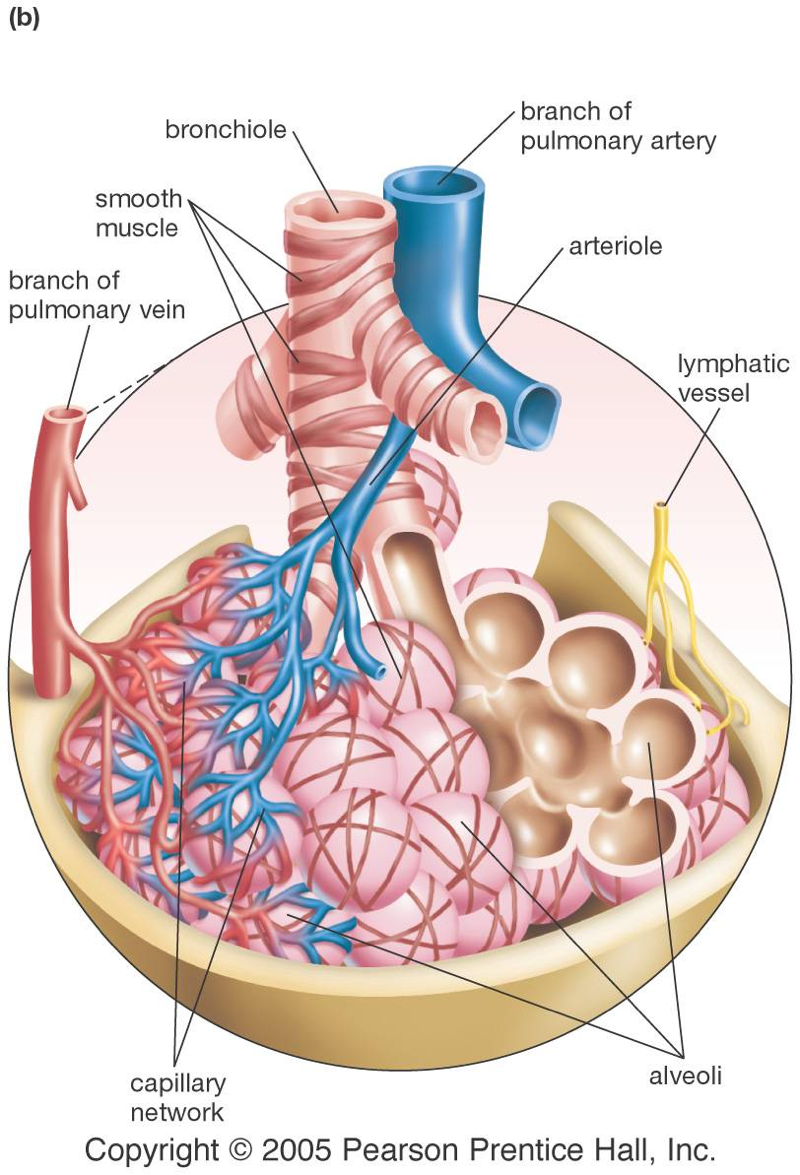 (b)
branch of
pulmonary artery
bronchiole
smooth
muscle
arteriole
branch of
pulmonary vein
lymphatic
vessel
capillary
network
alveoli
Copyright © 2005 Pearson Prentice Hall, Inc.